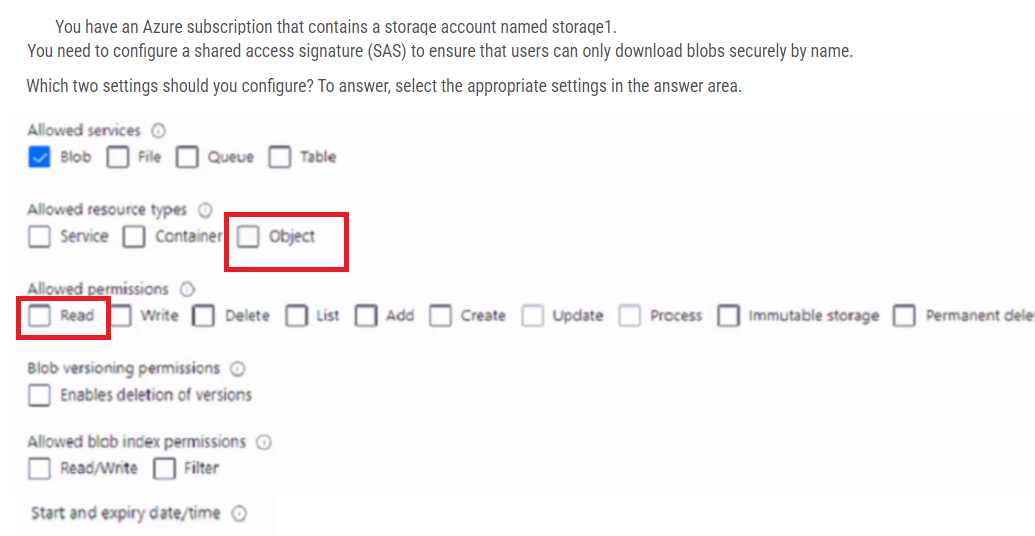 You have an Azure subscription that contains a storage account named storage1.
You need to configure a shared access signature (SAS) to ensure that users can only download blobs securely by name.
Which two settings should you configure? To answer, select the appropriate settings in the answer area.
Allowed services
Blob File Queue Table
Allowed resource types
Service Container Object
Allowed permissions
Read Write Delete List Add Create Update Process Immutable storage Permanent dele
Blob versioning permissions
Enables deletion of versions
Allowed blob index permissions
Read/Write Filter
Start and expiry date/time